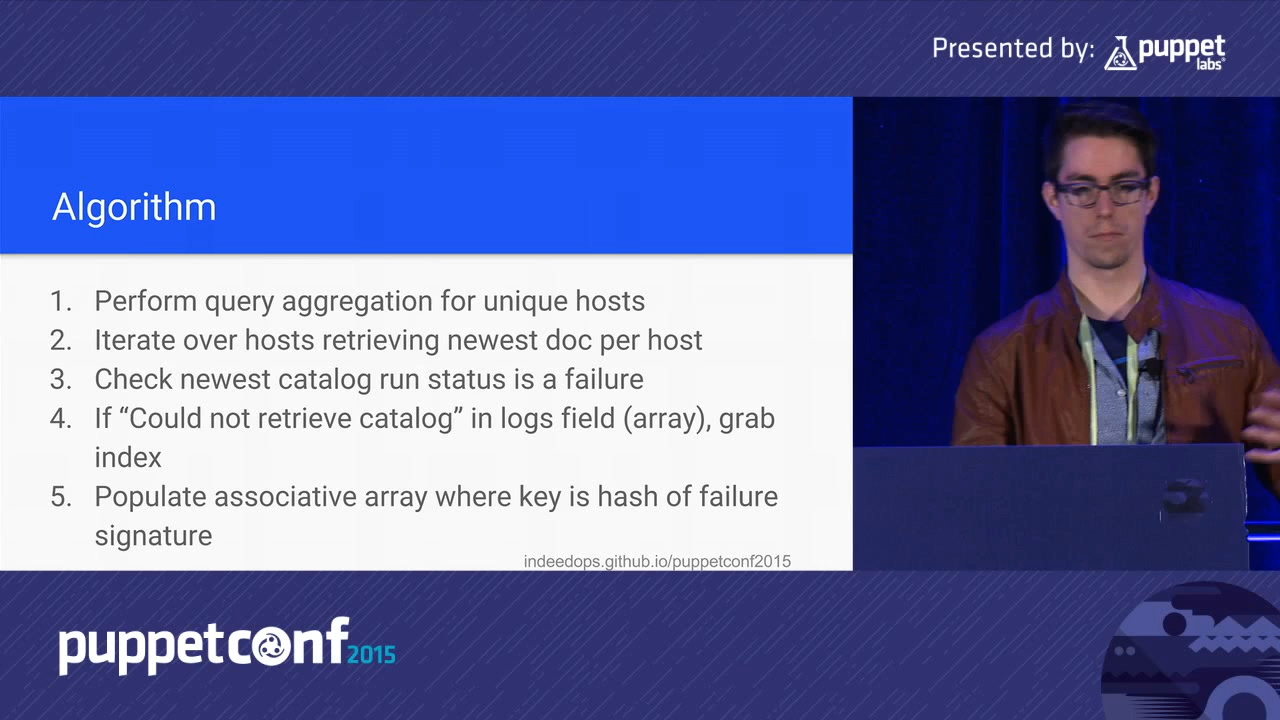 Presented by: puppet labs
Algorithm
1. Perform query aggregation for unique hosts
2. Iterate over hosts retrieving newest doc per host
3. Check newest catalog run status is a failure
4. If “Could not retrieve catalog” in logs field (array), grab
index
5. Populate associative array where key is hash of failure
signature
indeedops.github.io/puppetconf2015
puppetconf 2015